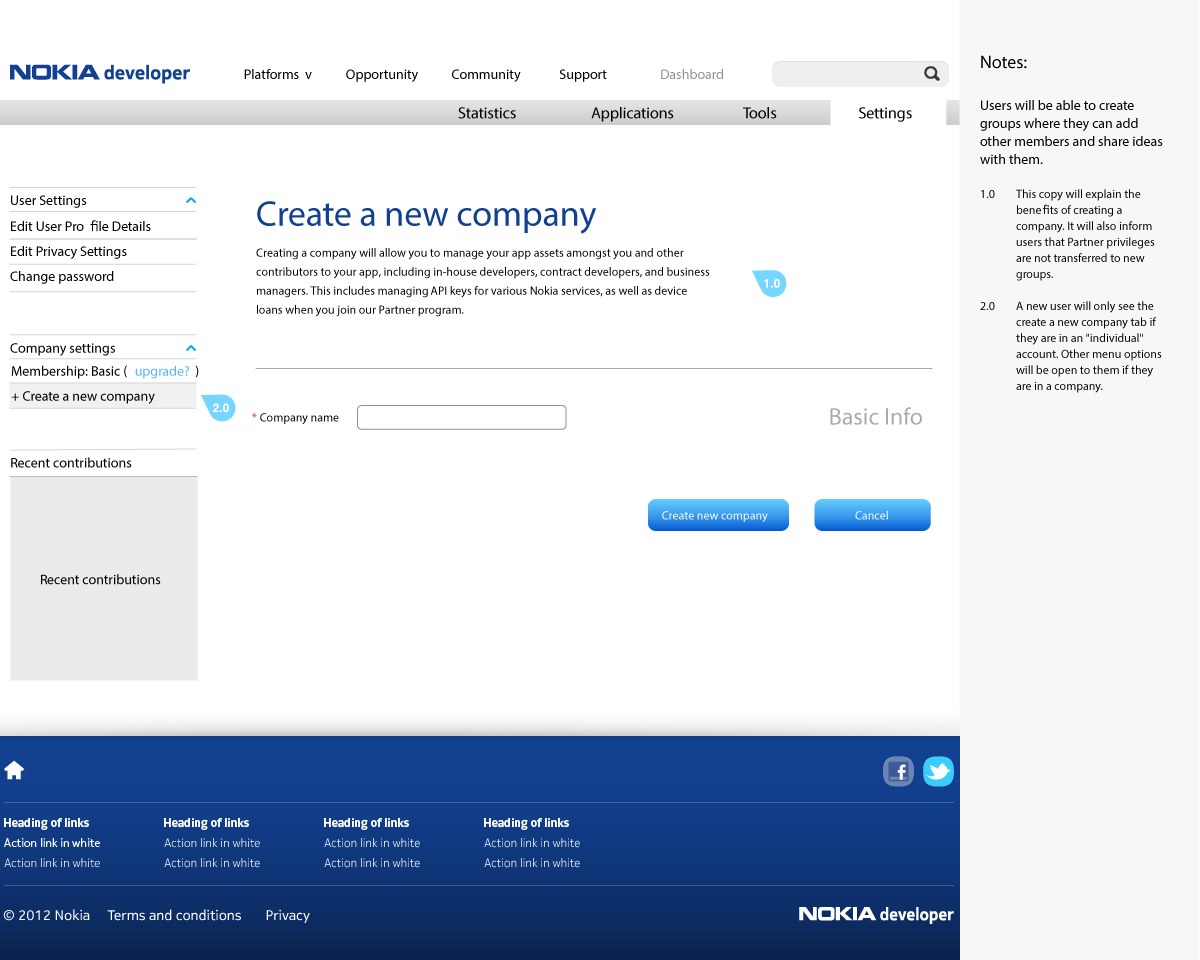 NOKIA developer
Platforms v
Opportunity
Community
Support
Dashboard
Statistics
Applications
Tools
Settings
User Settings
Edit User Pro file Details
Edit Privacy Settings
Change password
Company settings
Membership: Basic ( upgrade? )
+ Create a new company
2.0
Recent contributions
Recent contributions
Create a new company
Creating a company will allow you to manage your app assets amongst you and other
contributors to your app, including in-house developers, contract developers, and business
managers. This includes managing API keys for various Nokia services, as well as device
loans when you join our Partner program.
1.0
* Company name
Basic Info
Create new company
Cancel
Heading of links
Action link in white
Action link in white
Heading of links
Action link in white
Action link in white
Heading of links
Action link in white
Action link in white
Heading of links
Action link in white
Action link in white
© 2012 Nokia
Terms and conditions
Privacy
NOKIA developer
Notes:
Users will be able to create
groups where they can add
other members and share ideas
with them.
1.0 This copy will explain the
benefits of creating a
company. It will also inform
users that Partner privileges
are not transferred to new
groups.
2.0 A new user will only see the
create a new company tab if
they are in an "individual"
account. Other menu options
will be open to them if they
are in a company.